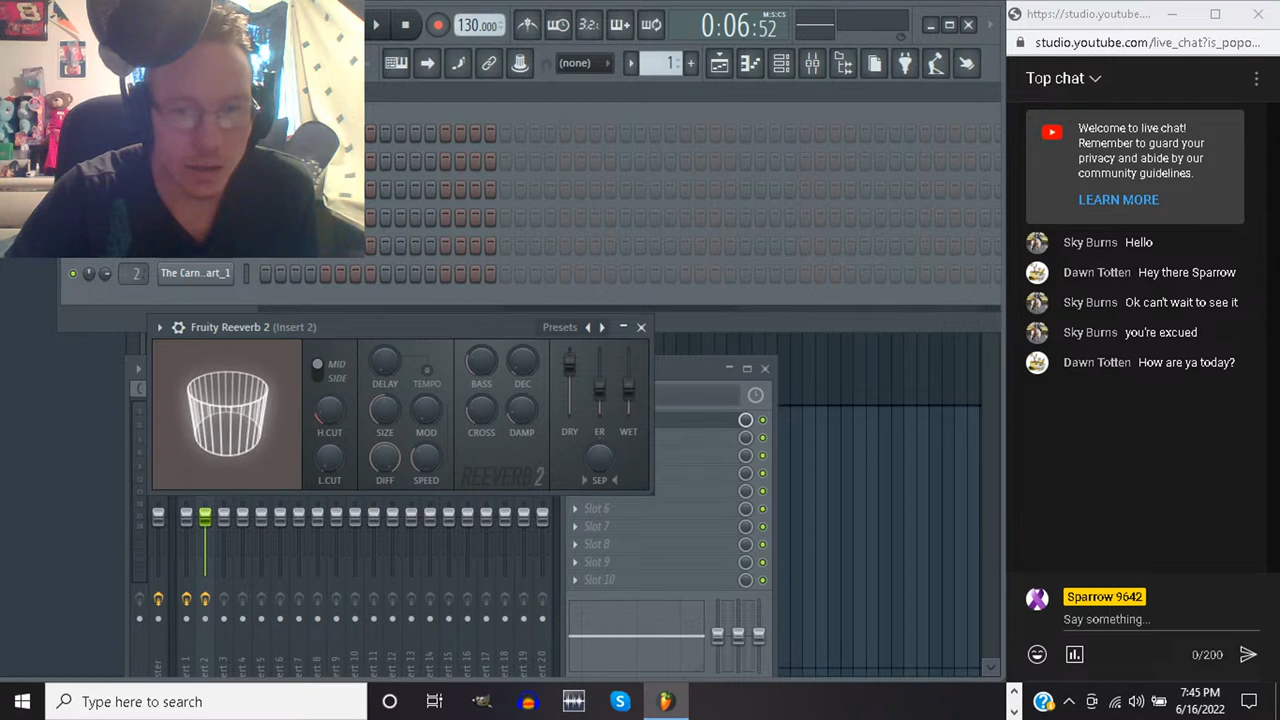 130.000
3.2:
0:06:52
M:S:CS
(none)
1
2
The Carn..art_1
Fruity Reeverb 2 (Insert 2)
Presets
MID
SIDE
H.CUT
L.CUT
DELAY
TEMPO
SIZE
MOD
DIFF
SPEED
BASS
DEC
CROSS
DAMP
REEVERB 2
DRY
ER
WET
SEP
C
Slot 6
Slot 7
Slot 8
Slot 9
Slot 10
https://studio.youtube....
studio.youtube.com/live_chat?is_popo...
Top chat
Welcome to live chat!
Remember to guard your
privacy and abide by our
community guidelines.
LEARN MORE
Sky Burns Hello
Dawn Totten Hey there Sparrow
Sky Burns Ok can't wait to see it
Sky Burns you're excued
Dawn Totten How are ya today?
Sparrow 9642
Say something...
0/200
Type here to search
7:45 PM
6/16/2022